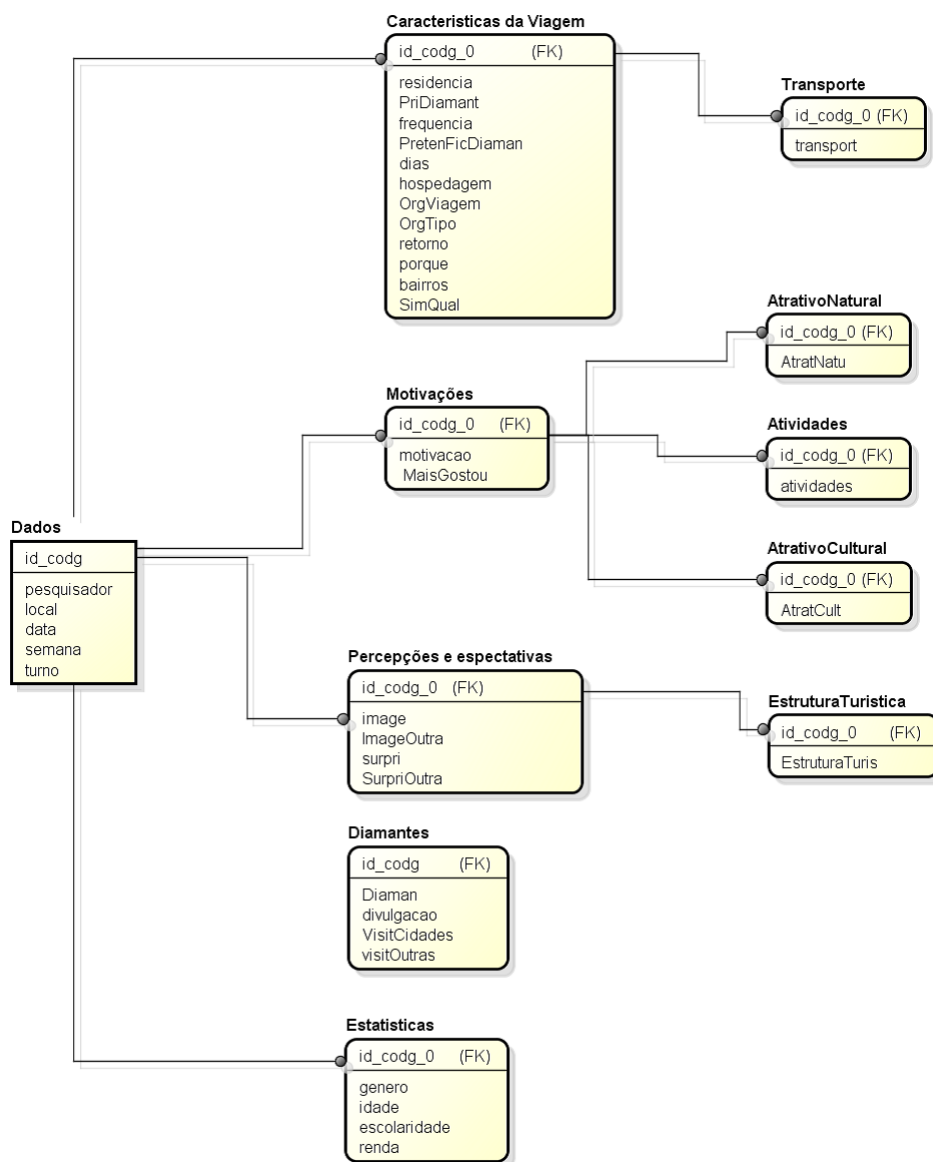 Caracteristicas da Viagem
id_codg_0 (FK)
residencia
PriDiamant
frequência
PretenFicDiaman
dias
hospedagem
OrgViagem
OrgTipo
retorno
porque
bairros
SimQual
Transporte
id_codg_0 (FK)
transport
AtrativoNatural
id_codg_0 (FK)
AtratNatu
Motivações
id_codg_0 (FK)
motivacao
MaisGostou
Atividades
id_codg_0 (FK)
atividades
Dados
id_codg
pesquisador
local
data
semana
turno
AtrativoCultural
id_codg_0 (FK)
AtratCult
Percepções e espectativas
id_codg_0 (FK)
image
ImageOutra
surpri
SurpriOutra
EstruturaTuristica
id_codg_0 (FK)
EstruturaTuris
Diamantes
id_codg (FK)
Diaman
divulgacao
VisitCidades
visitOutras
Estatisticas
id_codg_0 (FK)
genero
idade
escolaridade
renda